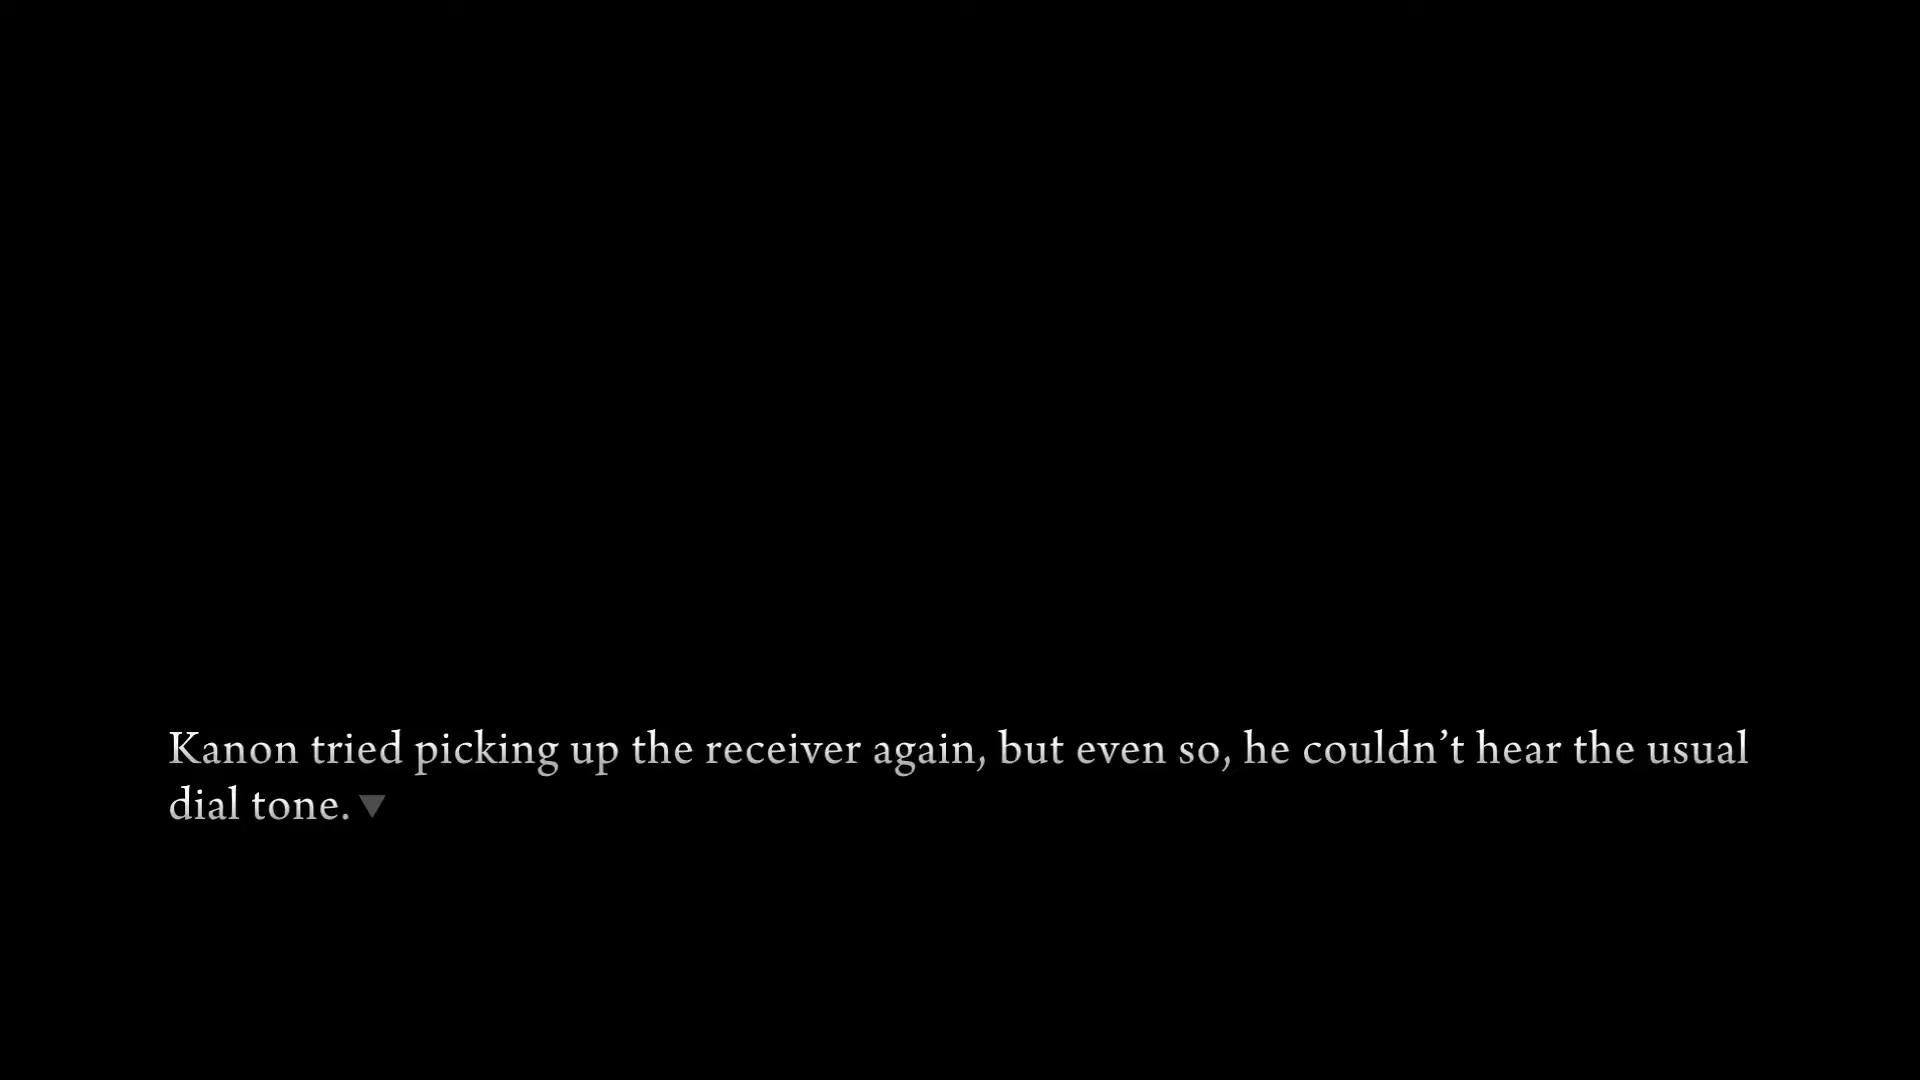 Kanon tried picking up the receiver again, but even so, he couldn’t hear the usual
dial tone.